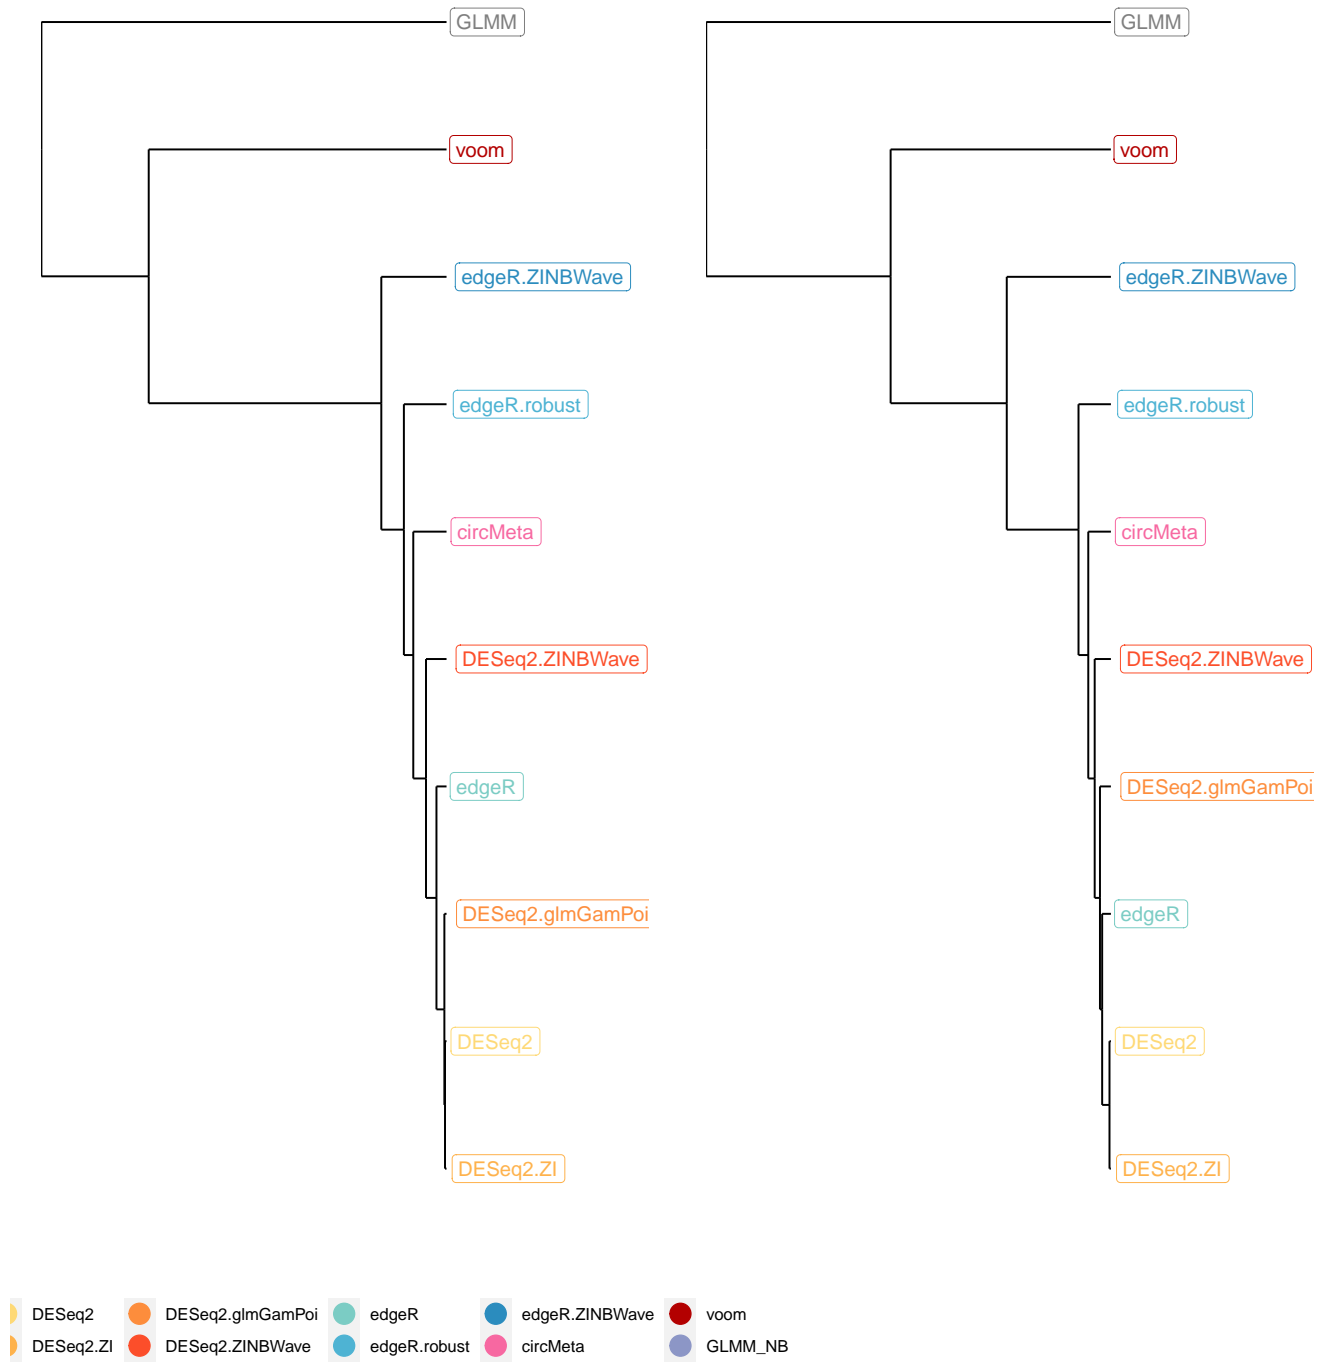 GLMM GLMM
voom voom
edgeR.ZINBWave edgeR.ZINBWave
edgeR.robust edgeR.robust
circMeta circMeta
DESeq2.ZINBWave DESeq2.ZINBWave
edgeR DESeq2.glmGamPoi
DESeq2.glmGamPoi edgeR
DESeq2 DESeq2
DESeq2.ZI DESeq2.ZI
DESeq2 DESeq2.glmGamPoi edgeR edgeR.ZINBWave voom
DESeq2.ZI DESeq2.ZINBWave edgeR.robust circMeta GLMM_NB